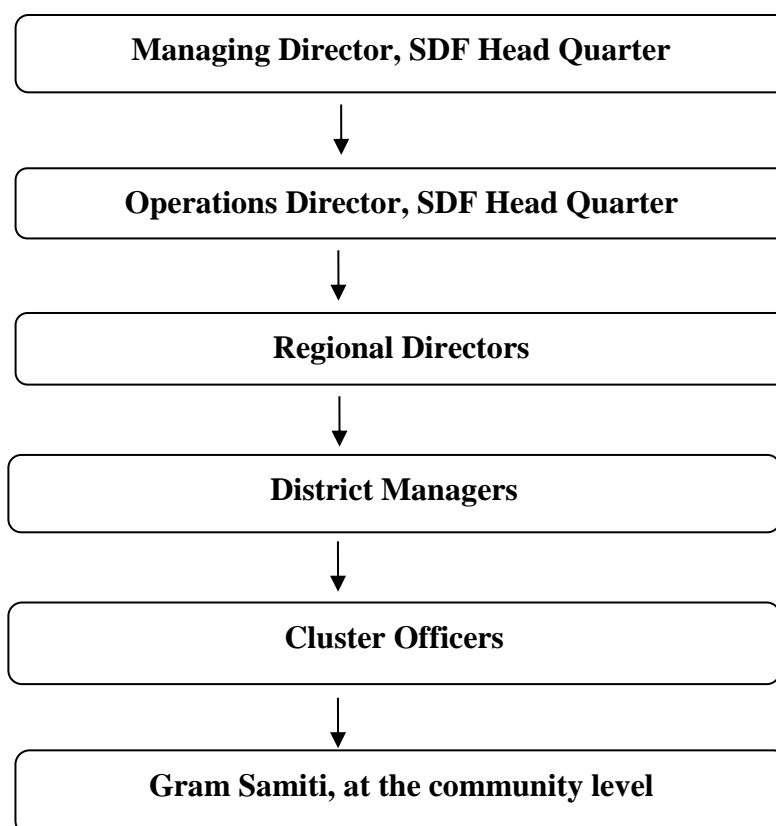 Managing Director, SDF Head Quarter
Operations Director, SDF Head Quarter
Regional Directors
District Managers
Cluster Officers
Gram Samiti, at the community level